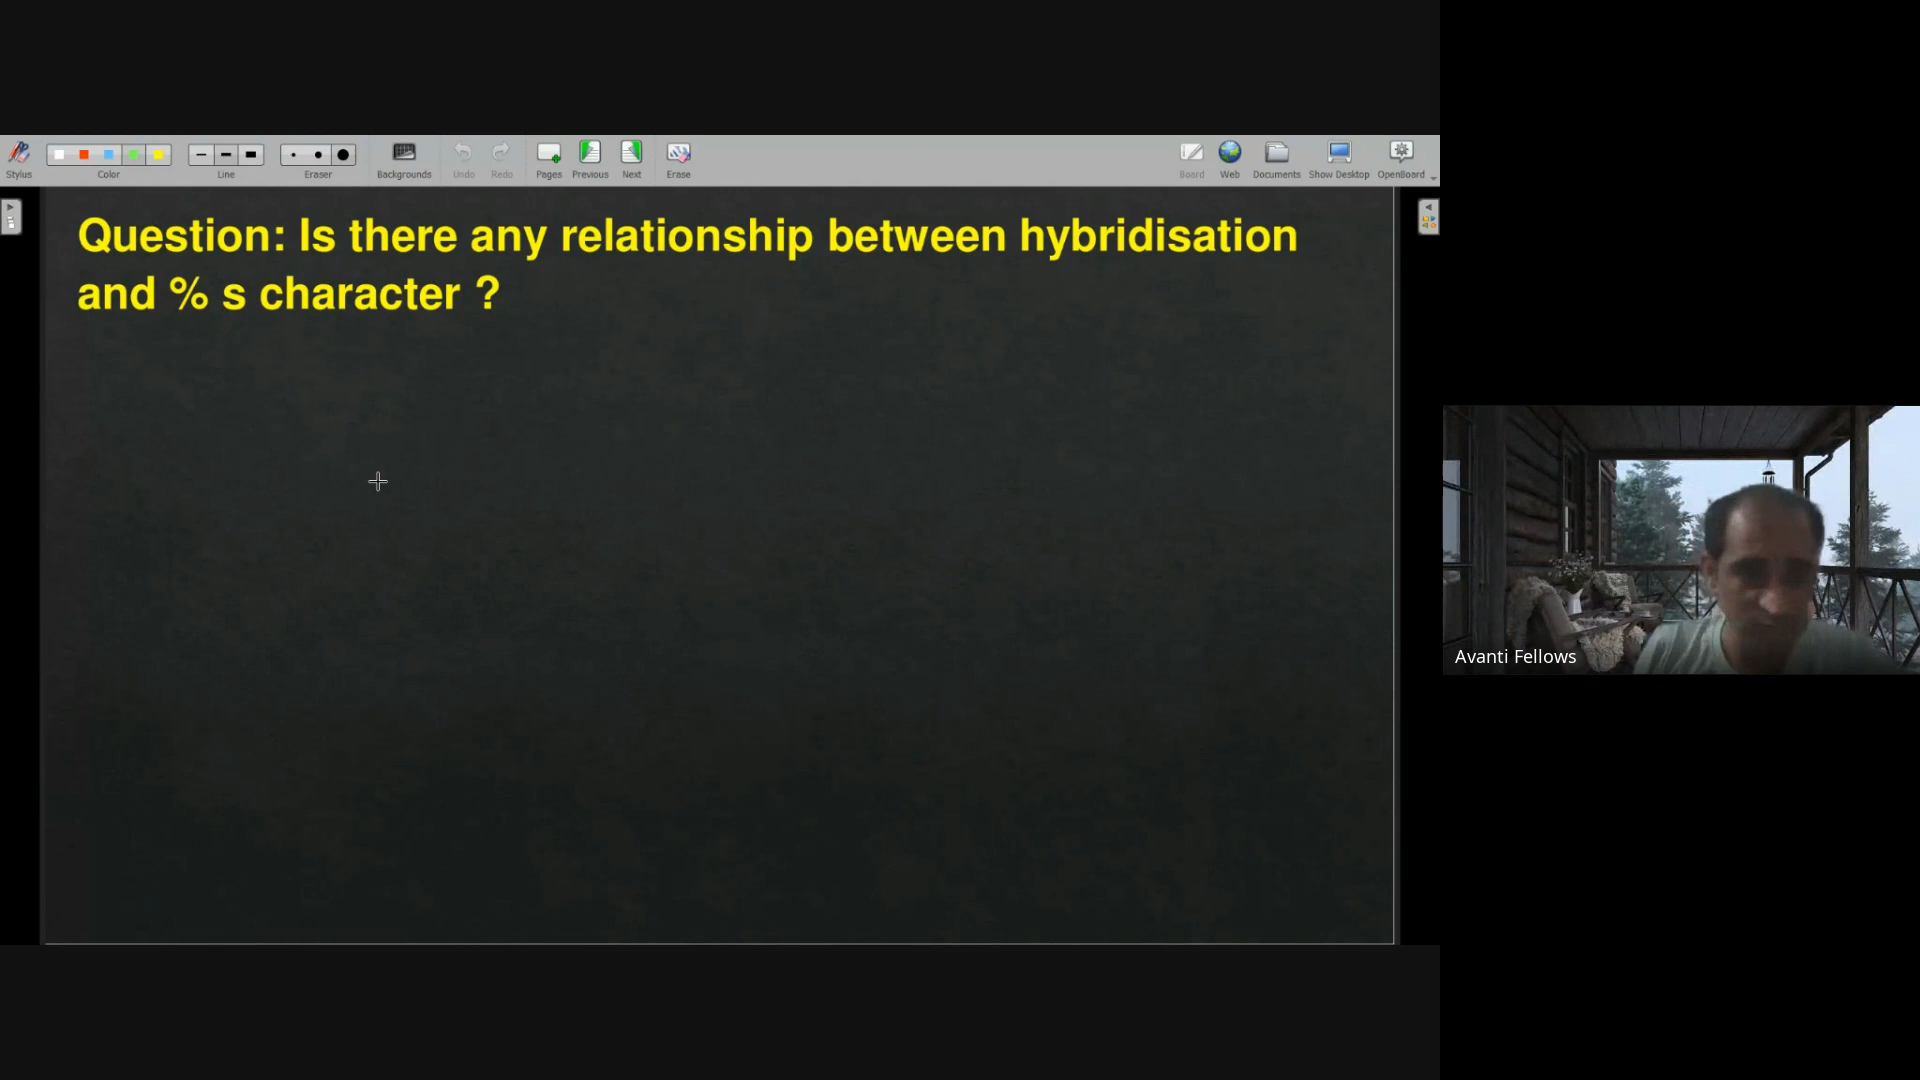 Stylus
Color
Line
Eraser
Backgrounds
Undo
Redo
Pages
Previous
Next
Erase
Board
Web
Documents
Show Desktop
OpenBoard
Question: Is there any relationship between hybridisation
and % s character ?
Avanti Fellows